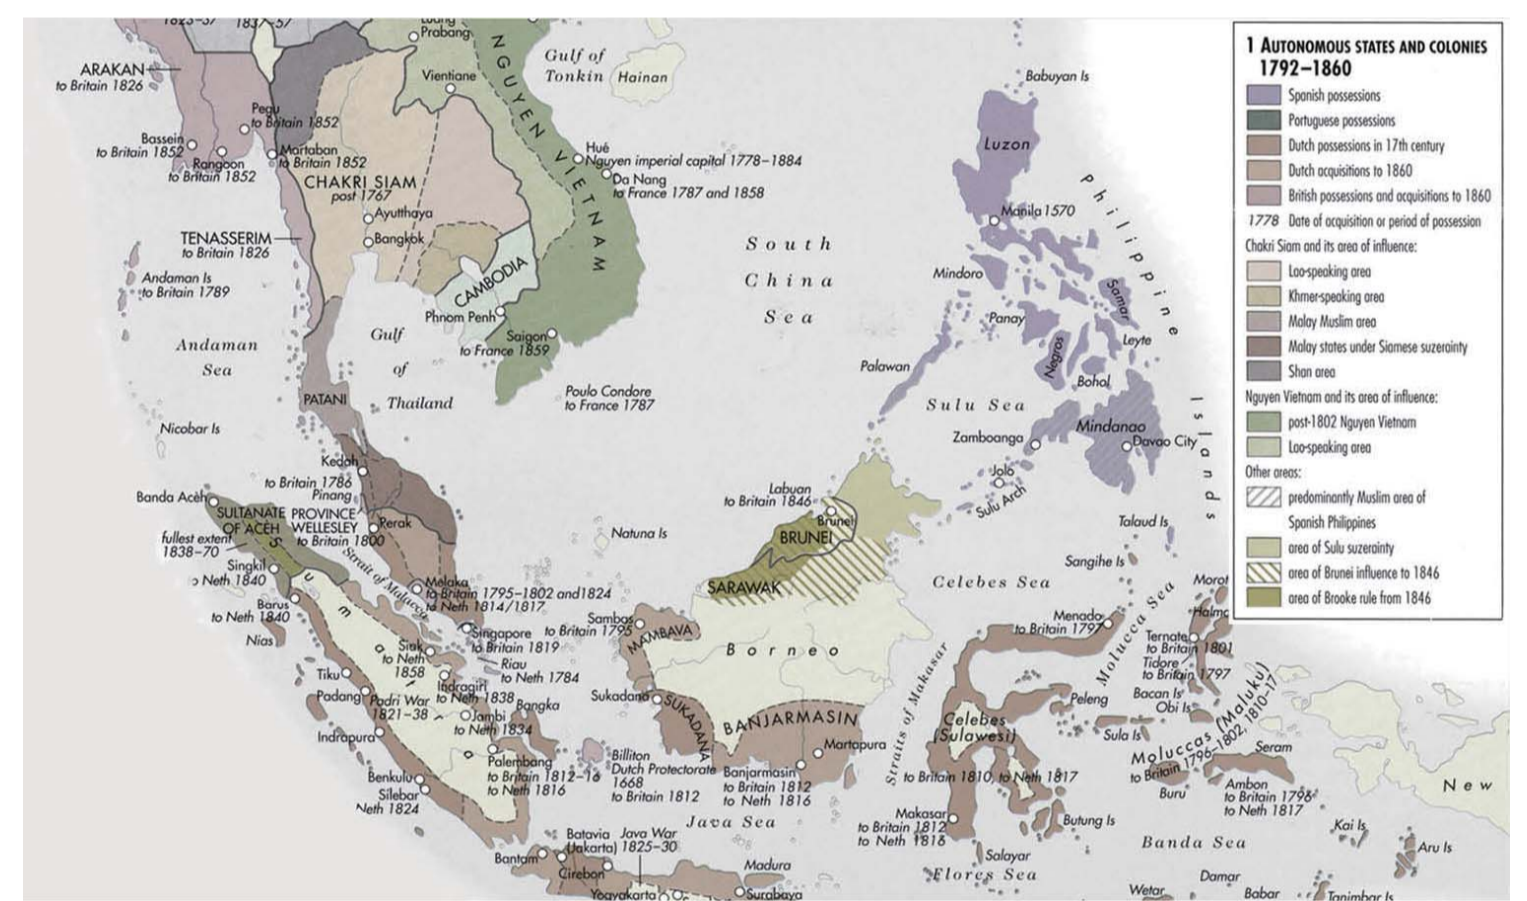 1823–37
1837–57
Luang
Prabang
ARAKAN
to Britain 1826
Vientiane
NGUYEN VIETNAM
Gulf of
Tonkin
Hainan
Babuyan Is
Luzon
Pegu
to Britain 1852
Bassein
to Britain 1852
Rangoon
to Britain 1852
Martaban
to Britain 1852
CHAKRI SIAM
post 1767
Ayutthaya
Bangkok
Hué
Nguyen imperial capital 1778–1884
Da Nang
to France 1787 and 1858
Manila 1570
Philippine Islands
TENASSERIM
to Britain 1826
Andaman Is
to Britain 1789
CAMBODIA
Phnom Penh
Saigon
to France 1859
South
China
Sea
Mindoro
Samar
Panay
Leyte
Negros
Bohol
Palawan
Andaman
Sea
Gulf
of
Thailand
PATANI
Poulo Condore
to France 1787
Sulu Sea
Zamboanga
Mindanao
Davao City
Jolo
Sulu Arch
Nicobar Is
Kedah
to Britain 1786
Pinang
Banda Aceh
SULTANATE
OF ACEH
fullest extent
1838–70
PROVINCE
WELLESLEY
to Britain 1800
Perak
Singkil
to Neth 1840
Barus
to Neth 1840
Nias
Strait of Malacca
Sumatra
Melaka
to Britain 1795–1802 and1824
to Neth 1814/1817
Singapore
to Britain 1819
Riau
to Neth 1784
Siak
to Neth
1858
Indragiri
to Neth 1838
Tiku
Padang
Padri War
1821–38
Jambi
to Neth 1834
Bangka
Indrapura
Palembang
to Britain 1812–16
to Neth 1816
Benkulu
Silebar
Neth 1824
Billiton
Dutch Protectorate
1668
to Britain 1812
Natuna Is
Labuan
to Britain 1846
Brunei
BRUNEI
SARAWAK
Sambas
to Britain 1795
MAMBAVA
Borneo
Sukadana
SUKADANA
BANJARMASIN
Martapura
Banjarmasin
to Britain 1812
to Neth 1816
Java Sea
Batavia
(Jakarta)
Java War
1825–30
Bantam
Cirebon
Yogyakarta
Madura
Surabaya
Talaud Is
Sangihe Is
Celebes Sea
Molucca Sea
Menado
to Britain 1797
Morot
Halma
Ternate
to Britain 1801
Tidore
to Britain 1797
Bacan Is
Obi Is
Peleng
Sula Is
Straits of Makasar
Celebes
(Sulawesi)
to Britain 1810, to Neth 1817
Moluccas (Maluku)
to Britain 1796–1802, 1810–17
Seram
Buru
Ambon
to Britain 1796
to Neth 1817
Makasar
to Britain 1812
to Neth 1816
Butung Is
Salayar
Flores Sea
Banda Sea
Kai Is
Aru Is
New
Damar
Wetar
Babar
Tanimbar Is
1 AUTONOMOUS STATES AND COLONIES
1792–1860
Spanish possessions
Portuguese possessions
Dutch possessions in 17th century
Dutch acquisitions to 1860
British possessions and acquisitions to 1860
1778 Date of acquisition or period of possession
Chakri Siam and its area of influence:
Lao-speaking area
Khmer-speaking area
Malay Muslim area
Malay states under Siamese suzerainty
Shan area
Nguyen Vietnam and its area of influence:
post-1802 Nguyen Vietnam
Lao-speaking area
Other areas:
predominantly Muslim area of
Spanish Philippines
area of Sulu suzerainty
area of Brunei influence to 1846
area of Brooke rule from 1846